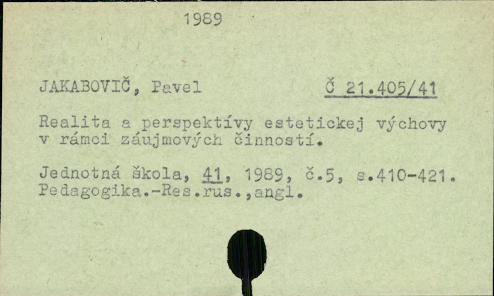 1989
JAKABOVIČ, Pavel Č 21.405/41
Realita a perspektívy estetickej výchovy
v rámci záujmových činností.
Jednotná škola, 41, 1989, č.5, s.410-421.
Pedagogika.-Res.rus.,angl.